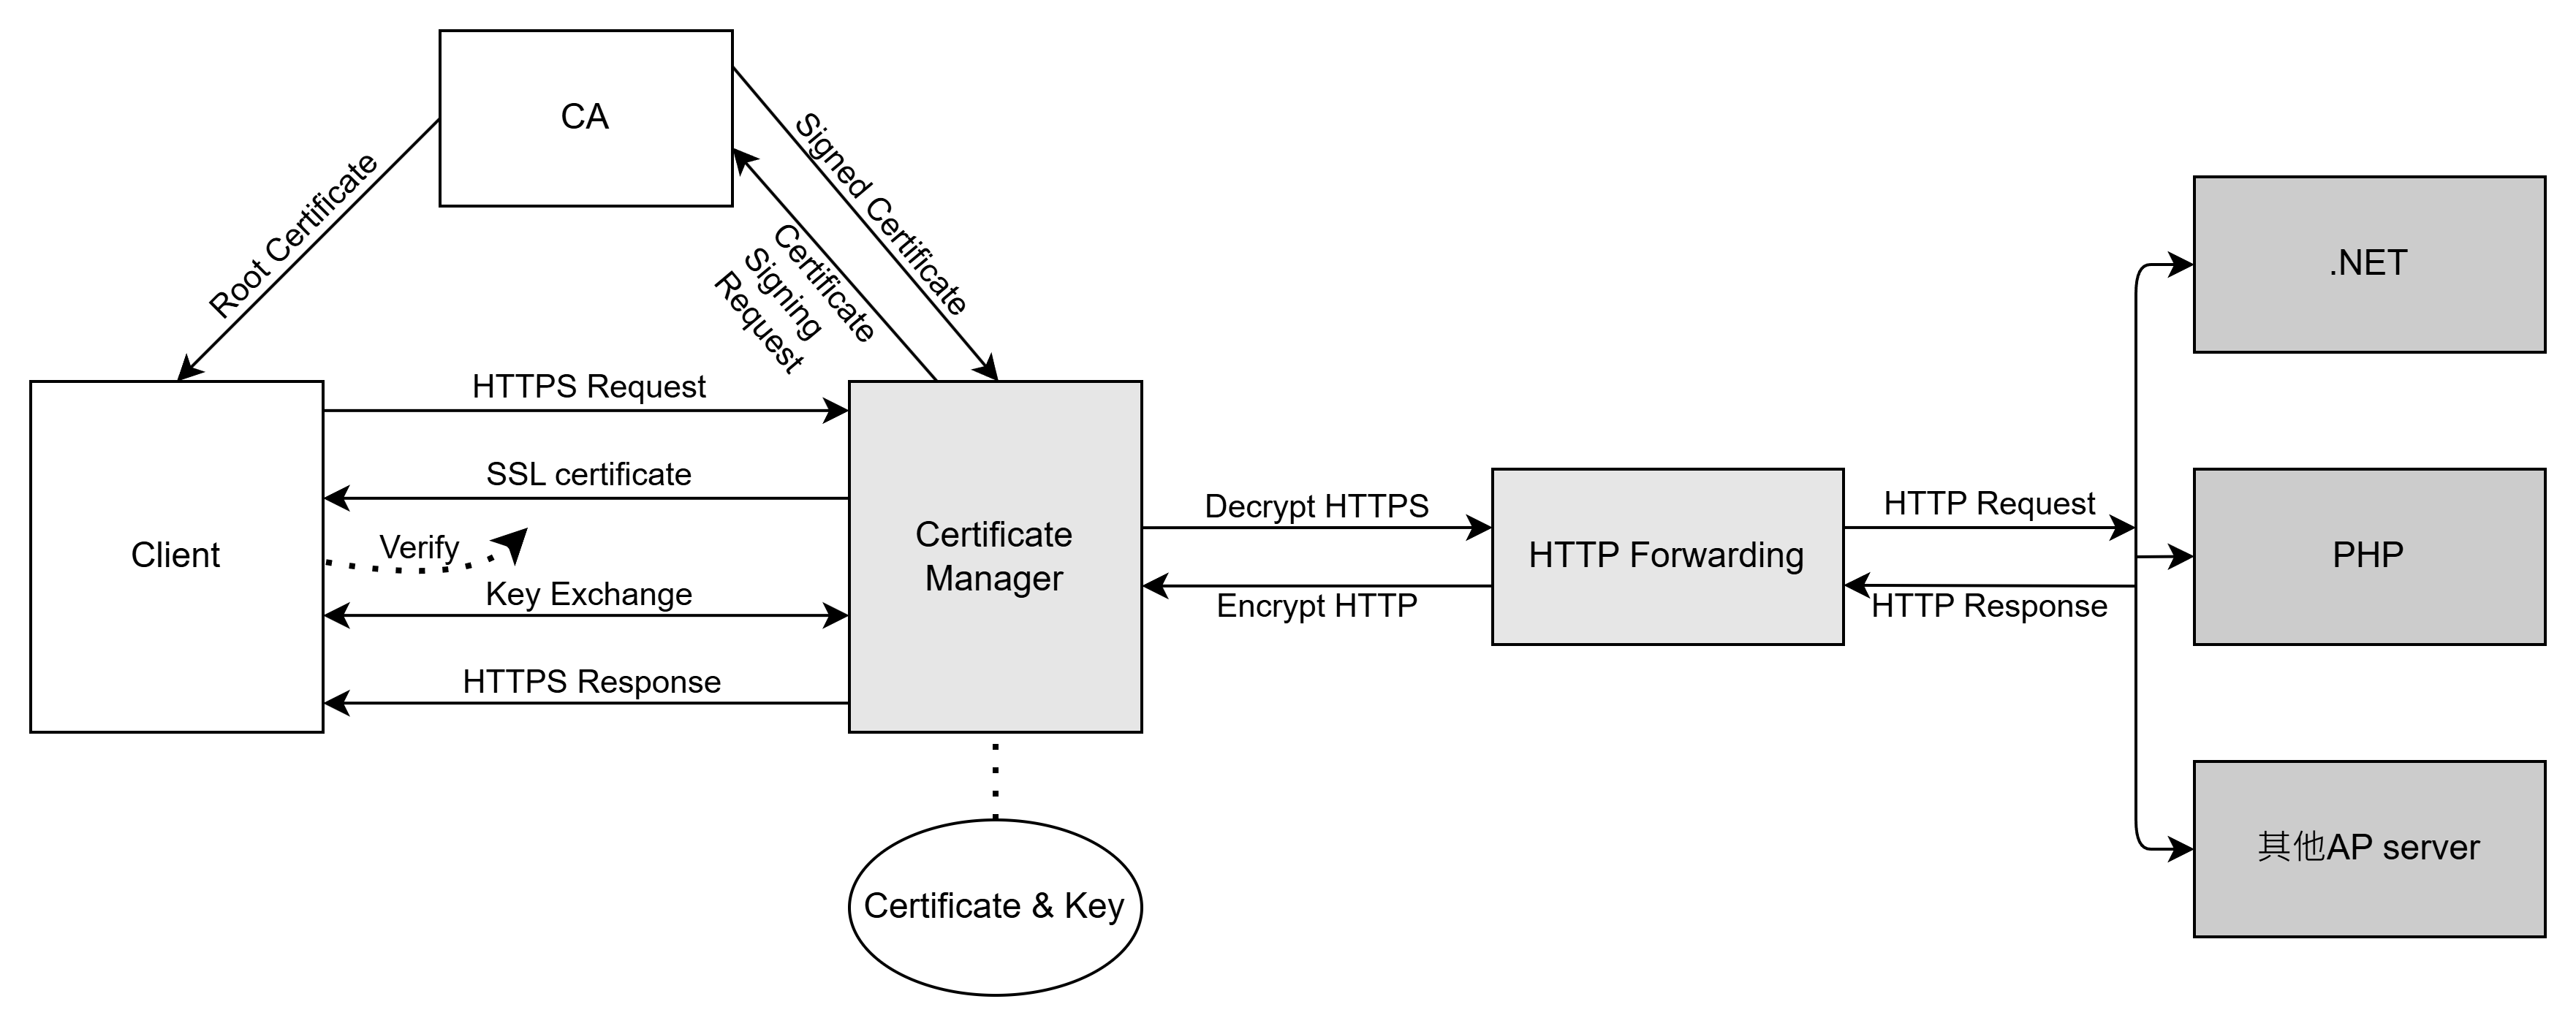 CA
Root Certificate
Signed Certificate
Certificate
Signing
Request
HTTPS Request
SSL certificate
Client
Verify
Key Exchange
HTTPS Response
Certificate
Manager
Certificate & Key
Decrypt HTTPS
Encrypt HTTP
HTTP Forwarding
HTTP Request
HTTP Response
.NET
PHP
其他AP server